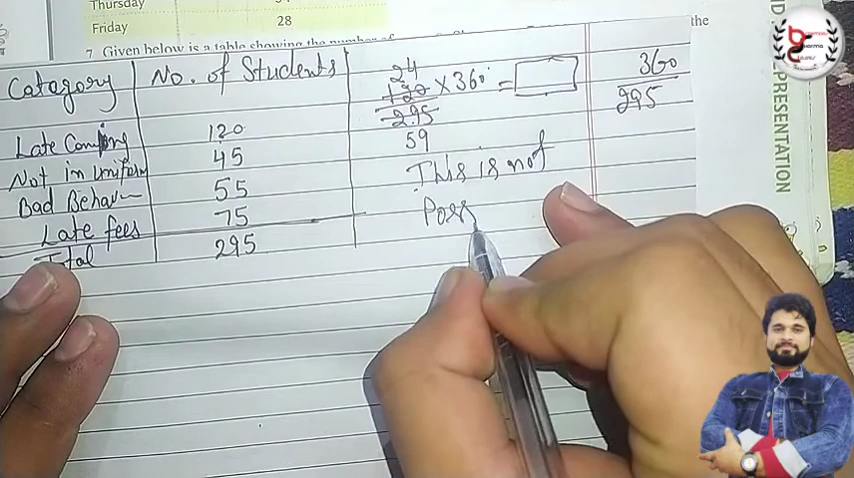 Thursday
Friday 28
7 Given below is a table showing the number of the
Category No. of Students
Late Coming 120
Not in uniform 45
Bad Behav 55
Late fees 75
Total 295
24
120 × 360° =
295
59
This is not
Poss
360
295
REPRESENTATION